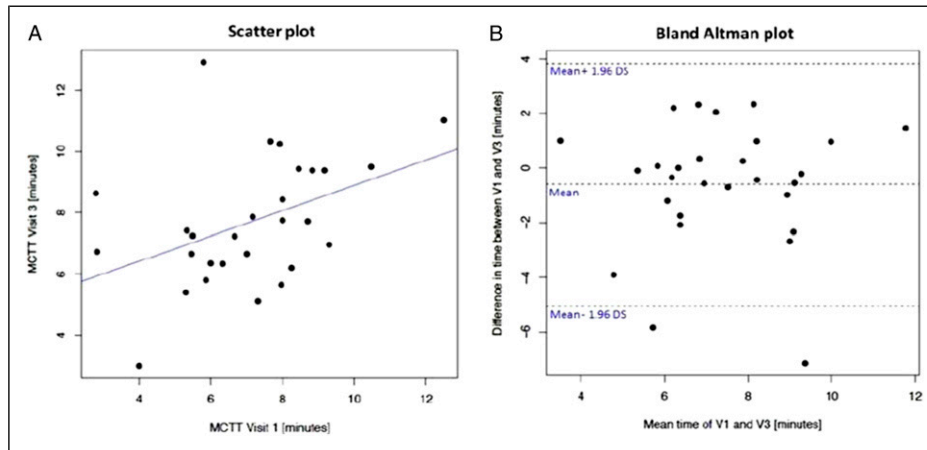 A
Scatter plot
MCTT Visit 3 [minutes]
12
10
8
6
4
4
6
8
10
12
MCTT Visit 1 [minutes]
B
Bland Altman plot
Difference in time between V1 and V3 [minutes]
4
2
0
-2
-4
-6
Mean+ 1.96 DS
Mean
Mean- 1.96 DS
4
6
8
10
12
Mean time of V1 and V3 [minutes]